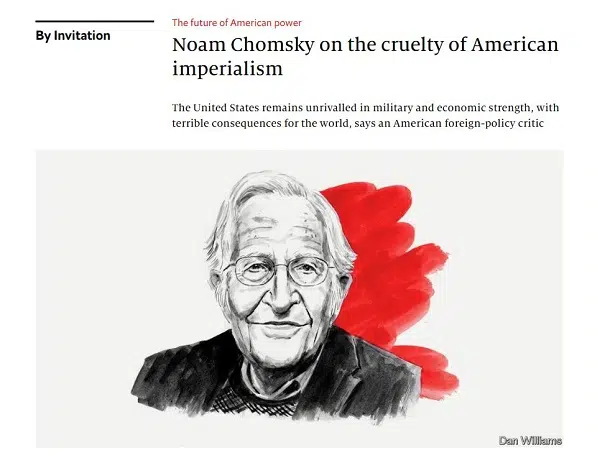 By Invitation
The future of American power
Noam Chomsky on the cruelty of American
imperialism
The United States remains unrivalled in military and economic strength, with
terrible consequences for the world, says an American foreign-policy critic
Dan Williams